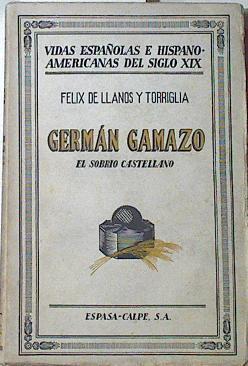 VIDAS ESPAÑOLAS E HISPANO-
AMERICANAS DEL SIGLO XIX
FELIX DE LLANOS Y TORRIGLIA
GERMÁN GAMAZO
EL SOBRIO CASTELLANO
ESPASA-CALPE, S.A.